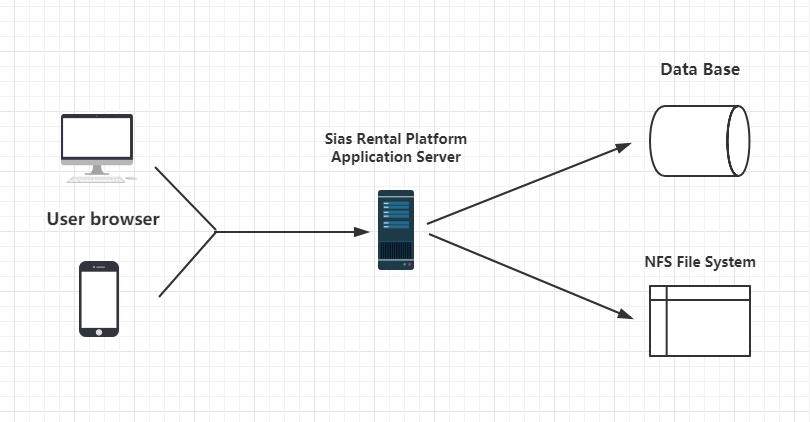 Data Base
Sias Rental Platform
Application Server
User browser
NFS File System